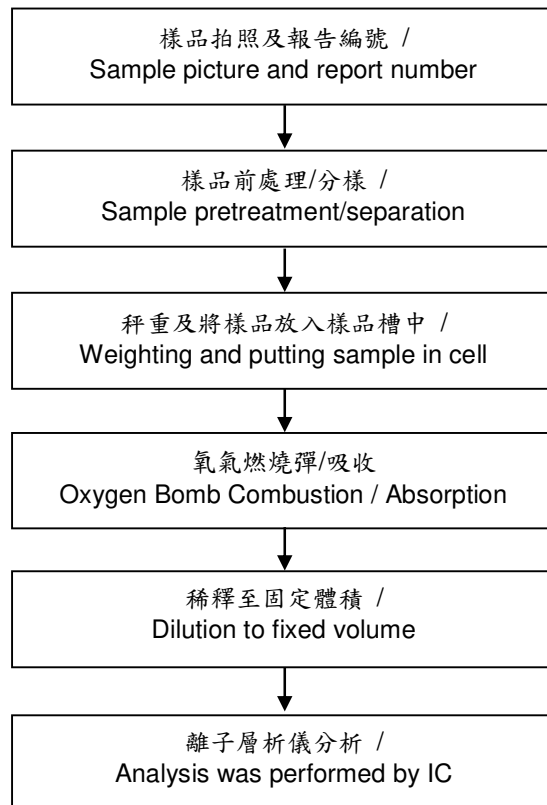 樣品拍照及報告編號 /
Sample picture and report number
樣品前處理/分樣 /
Sample pretreatment/separation
秤重及將樣品放入樣品槽中 /
Weighting and putting sample in cell
氧氣燃燒彈/吸收
Oxygen Bomb Combustion / Absorption
稀釋至固定體積 /
Dilution to fixed volume
離子層析儀分析 /
Analysis was performed by IC